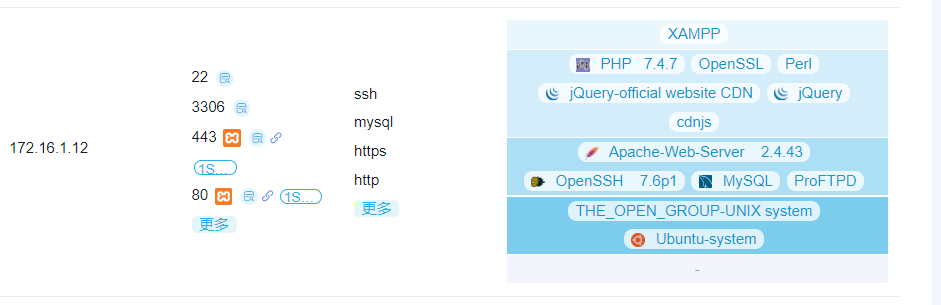 172.16.1.12
22
3306
443
1S...
80 1S...
更多
ssh
mysql
https
http
更多
XAMPP
PHP 7.4.7 OpenSSL Perl
jQuery-official website CDN jQuery
cdnjs
Apache-Web-Server 2.4.43
OpenSSH 7.6p1 MySQL ProFTPD
THE_OPEN_GROUP-UNIX system
Ubuntu-system
-